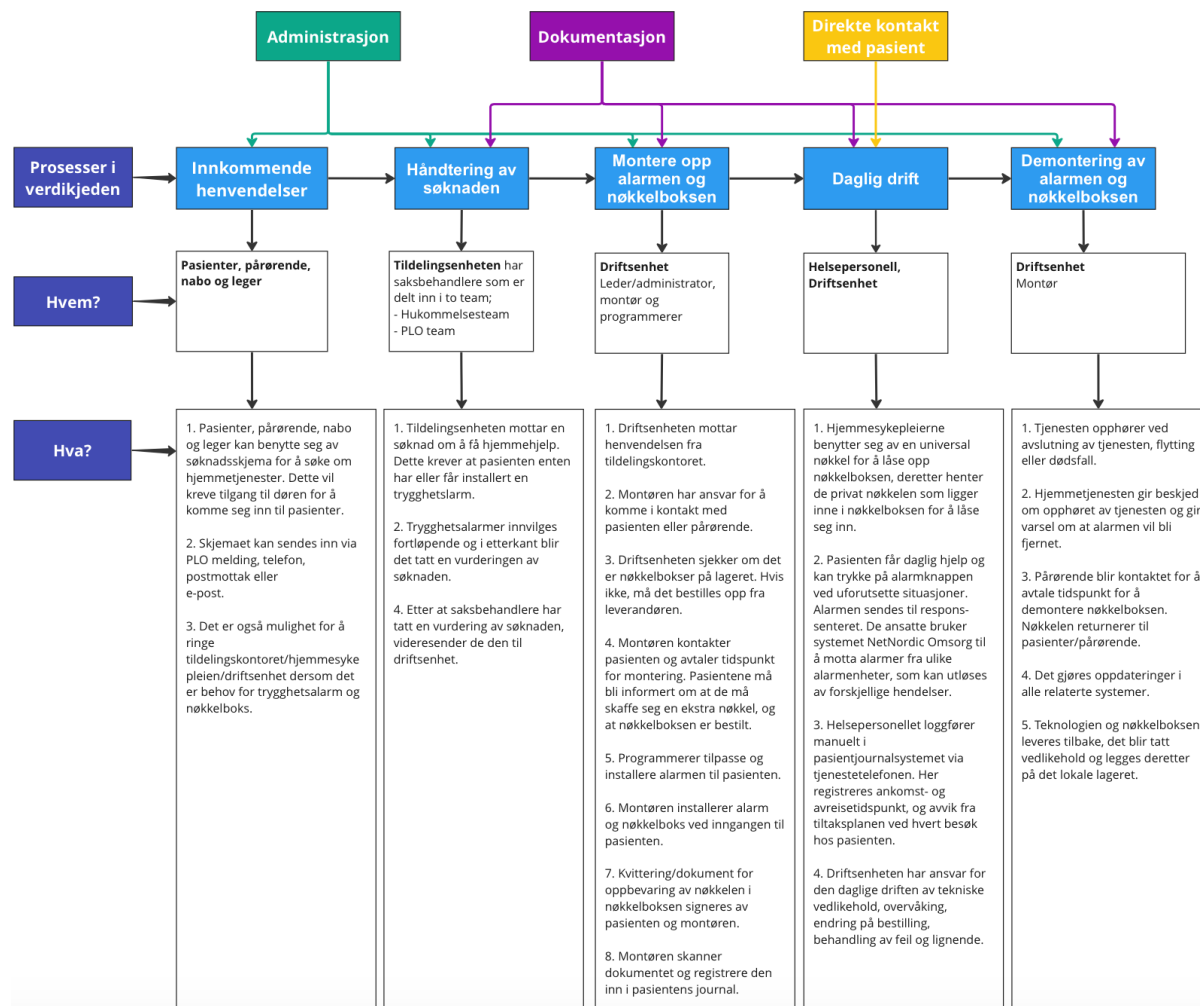 Administrasjon
Dokumentasjon
Direkte kontakt
med pasient
Prosesser i
verdikjeden
Innkommende
henvendelser
Håndtering av
søknaden
Montere opp
alarmen og
nøkkelboksen
Daglig drift
Demontering av
alarmen og
nøkkelboksen
Hvem?
Pasienter, pårørende,
nabo og leger
Tildelingsenheten har
saksbehandlere som er
delt inn i to team;
- Hukommelsesteam
- PLO team
Driftsenhet
Leder/administrator,
montør og
programmerer
Helsepersonell,
Driftsenhet
Driftsenhet
Montør
Hva?
1. Pasienter, pårørende, nabo
og leger kan benytte seg av
søknadsskjema for å søke om
hjemmetjenester. Dette vil
kreve tilgang til døren for å
komme seg inn til pasienter.
2. Skjemaet kan sendes inn via
PLO melding, telefon,
postmottak eller
e-post.
3. Det er også mulighet for å
ringe
tildelingskontoret/hjemmesyke
pleien/driftsenhet dersom det
er behov for trygghetsalarm og
nøkkelboks.
1. Tildelingsenheten mottar en
søknad om å få hjemmehjelp.
Dette krever at pasienten enten
har eller får installert en
trygghetslarm.
2. Trygghetsalarmer innvilges
fortløpende og i etterkant blir
det tatt en vurderingen av
søknaden.
4. Etter at saksbehandlere har
tatt en vurdering av søknaden,
videresender de den til
driftsenhet.
1. Driftsenheten mottar
henvendelsen fra
tildelingskontoret.
2. Montøren har ansvar for å
komme i kontakt med
pasienten eller pårørende.
3. Driftsenheten sjekker om det
er nøkkelbokser på lageret. Hvis
ikke, må det bestilles opp fra
leverandøren.
4. Montøren kontakter
pasienten og avtaler tidspunkt
for montering. Pasientene må
bli informert om at de må
skaffe seg en ekstra nøkkel, og
at nøkkelboksen er bestilt.
5. Programmerer tilpasse og
installere alarmen til pasienten.
6. Montøren installerer alarm
og nøkkelboks ved inngangen til
pasienten.
7. Kvittering/dokument for
oppbevaring av nøkkelen i
nøkkelboksen signeres av
pasienten og montøren.
8. Montøren skanner
dokumentet og registrere den
inn i pasientens journal.
1. Hjemmesykepleierne
benytter seg av en universal
nøkkel for å låse opp
nøkkelboksen, deretter henter
de privat nøkkelen som ligger
inne i nøkkelboksen for å låse
seg inn.
2. Pasienten får daglig hjelp og
kan trykke på alarmknappen
ved uforutsette situasjoner.
Alarmen sendes til respons-
senteret. De ansatte bruker
systemet NetNordic Omsorg til
å motta alarmer fra ulike
alarmenheter, som kan utløses
av forskjellige hendelser.
3. Helsepersonellet loggfører
manuelt i
pasientjournalsystemet via
tjenestetelefonen. Her
registreres ankomst- og
avreisetidspunkt, og avvik fra
tiltaksplanen ved hvert besøk
hos pasienten.
4. Driftsenheten har ansvar for
den daglige driften av tekniske
vedlikehold, overvåking,
endring på bestilling,
behandling av feil og lignende.
1. Tjenesten opphører ved
avslutning av tjenesten, flytting
eller dødsfall.
2. Hjemmetjenesten gir beskjed
om opphøret av tjenesten og gir
varsel om at alarmen vil bli
fjernet.
3. Pårørende blir kontaktet for å
avtale tidspunkt for å
demontere nøkkelboksen.
Nøkkelen returnerer til
pasienter/pårørende.
4. Det gjøres oppdateringer i
alle relaterte systemer.
5. Teknologien og nøkkelboksen
leveres tilbake, det blir tatt
vedlikehold og legges deretter
på det lokale lageret.